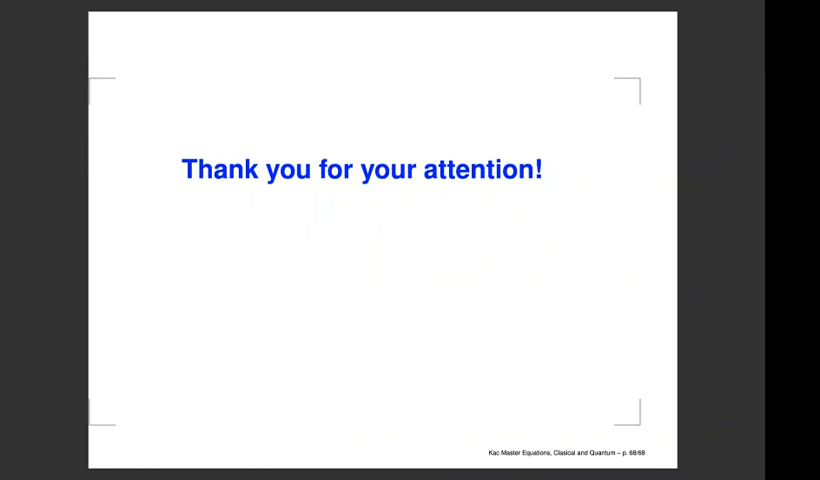 Thank you for your attention!
Kac Master Equations, Clasical and Quantum – p. 68/68